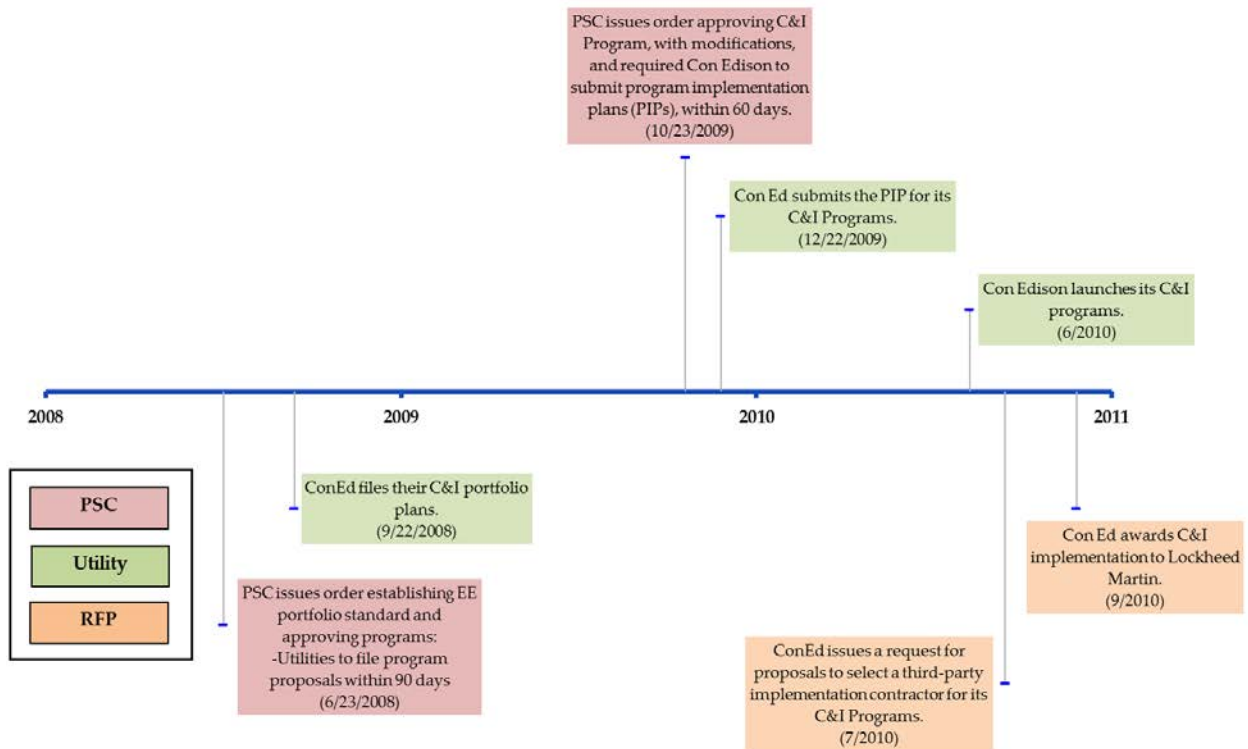 PSC issues order approving C&I
Program, with modifications,
and required Con Edison to
submit program implementation
plans (PIPs), within 60 days.
(10/23/2009)
Con Ed submits the PIP for its
C&I Programs.
(12/22/2009)
Con Edison launches its C&I
programs.
(6/2010)
2008
2009
2010
2011
PSC
Utility
RFP
ConEd files their C&I portfolio
plans.
(9/22/2008)
PSC issues order establishing EE
portfolio standard and
approving programs:
-Utilities to file program
proposals within 90 days
(6/23/2008)
Con Ed awards C&I
implementation to Lockheed
Martin.
(9/2010)
ConEd issues a request for
proposals to select a third-party
implementation contractor for its
C&I Programs.
(7/2010)